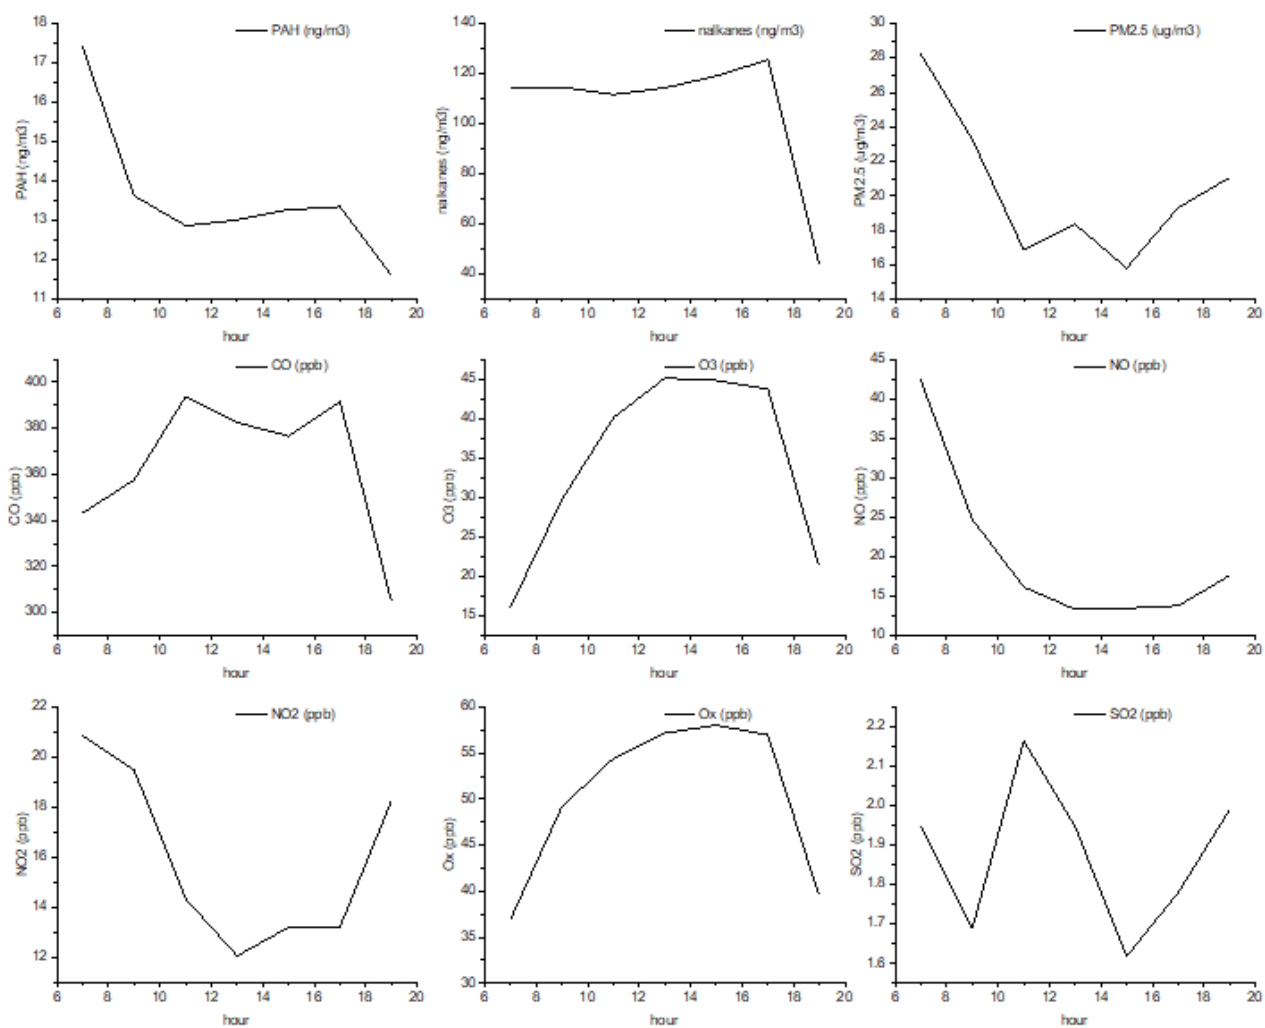 PAH (ng/m3)
PAH (ng/m3)
18
17
16
15
14
13
12
11
6 8 10 12 14 16 18 20
hour
nalkanes (ng/m3)
nalkanes (ng/m3)
140
120
100
80
60
40
6 8 10 12 14 16 18 20
hour
PM2.5 (ug/m3)
PM2.5 (ug/m3)
30
28
26
24
22
20
18
16
14
6 8 10 12 14 16 18 20
hour
CO (ppb)
CO (ppb)
400
380
360
340
320
300
6 8 10 12 14 16 18 20
hour
O3 (ppb)
O3 (ppb)
45
40
35
30
25
20
15
6 8 10 12 14 16 18 20
hour
NO (ppb)
NO (ppb)
45
40
35
30
25
20
15
10
6 8 10 12 14 16 18 20
hour
NO2 (ppb)
NO2 (ppb)
22
20
18
16
14
12
6 8 10 12 14 16 18 20
hour
Ox (ppb)
Ox (ppb)
60
55
50
45
40
35
30
6 8 10 12 14 16 18 20
hour
SO2 (ppb)
SO2 (ppb)
2.2
2.1
2.0
1.9
1.8
1.7
1.6
6 8 10 12 14 16 18 20
hour